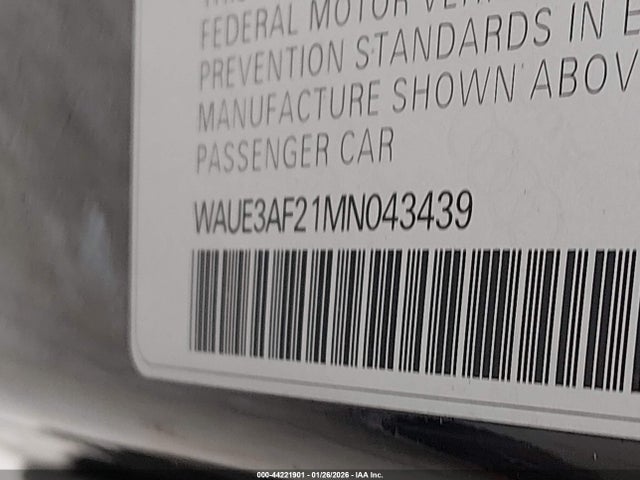 FEDERAL MOTOR
PREVENTION STANDARDS IN
MANUFACTURE SHOWN ABOV
PASSENGER CAR
WAUE3AF21MN043439
000-44221901 - 01/26/2026 - IAA Inc.